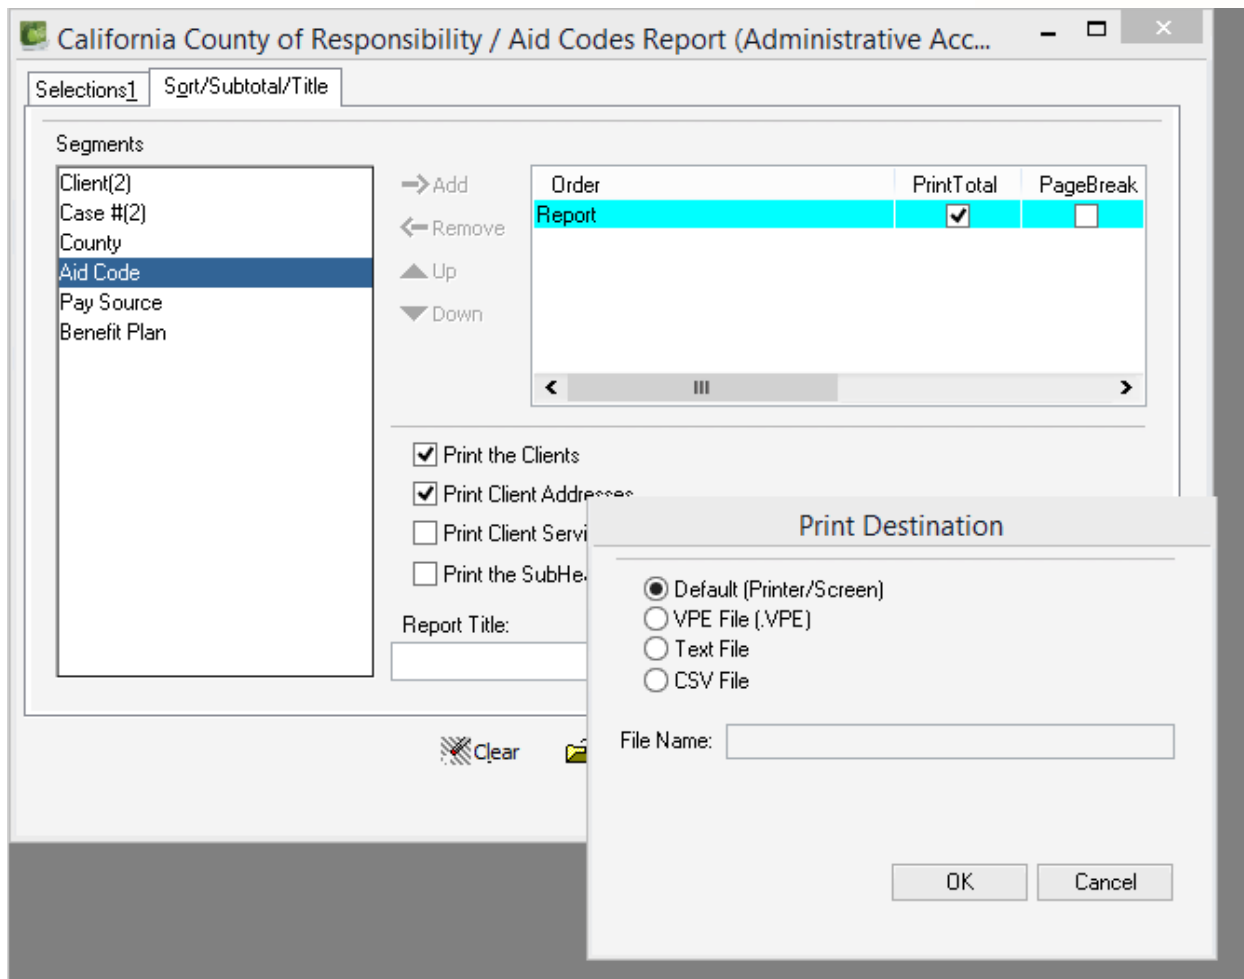 California County of Responsibility / Aid Codes Report (Administrative Acc...
Selections1 Sort/Subtotal/Title
Segments
Client(2)
Case #(2)
County
Aid Code
Pay Source
Benefit Plan
Add
Remove
Up
Down
Order PrintTotal PageBreak
Report
Print the Clients
Print Client Addresses
Print Client Servi
Print the SubHea
Report Title:
Clear
Print Destination
Default (Printer/Screen)
VPE File (.VPE)
Text File
CSV File
File Name:
OK Cancel